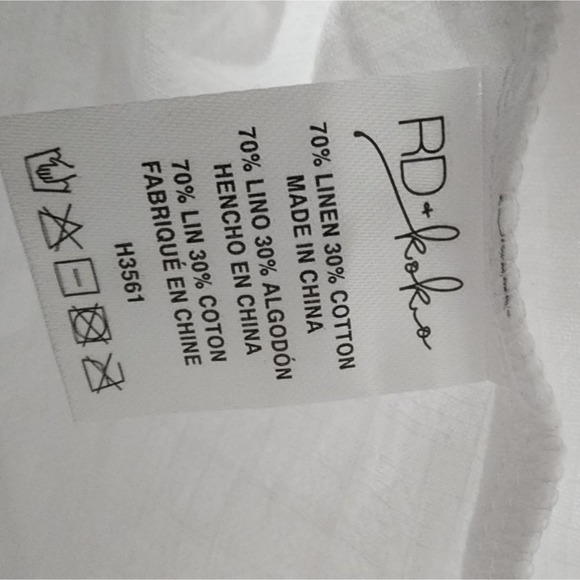 RD+koko
70% LINEN 30% COTTON
MADE IN CHINA
70% LINO 30% ALGODÓN
HENCHO EN CHINA
70% LIN 30% COTON
FABRIQUÉ EN CHINE
H3561